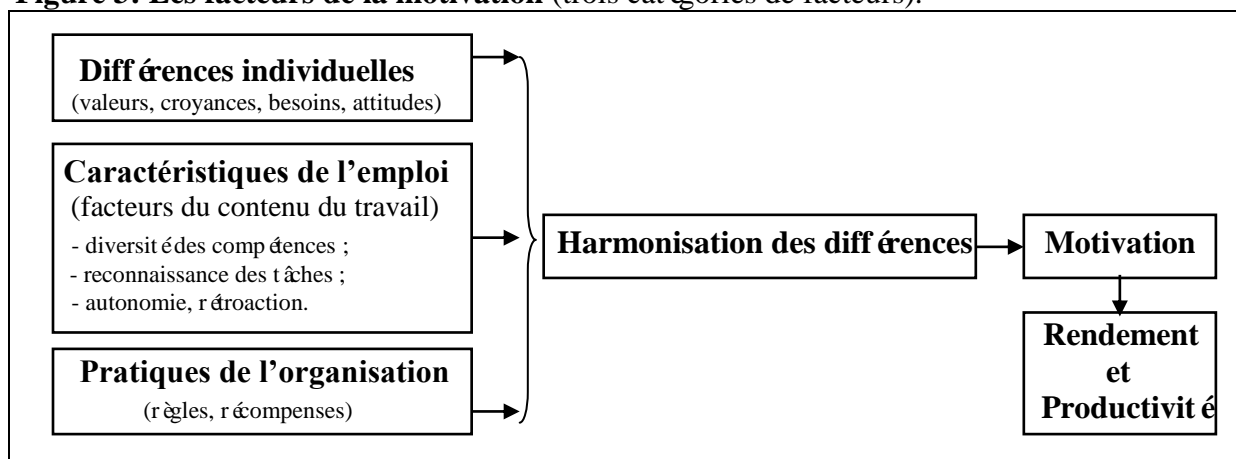 Figure 3: Les facteurs de la motivation (trois catégories de facteurs).
Différences individuelles
(valeurs, croyances, besoins, attitudes)
Caractéristiques de l'emploi
(facteurs du contenu du travail)
- diversité des compétences ;
- reconnaissance des tâches ;
- autonomie, rétroaction.
Pratiques de l'organisation
(règles, récompenses)
Harmonisation des différences
Motivation
Rendement
et
Productivité